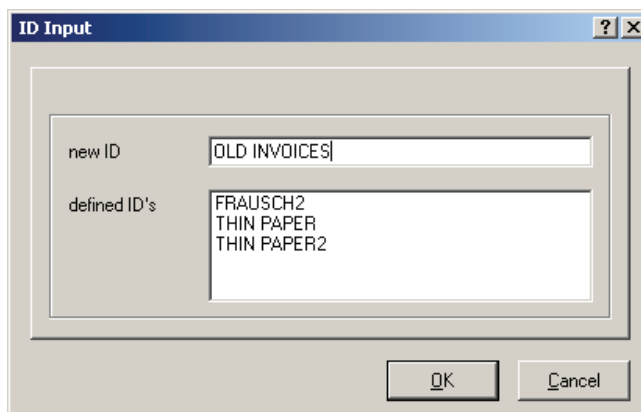 ID Input
new ID
OLD INVOICES
defined ID's
FRAUSCH2
THIN PAPER
THIN PAPER2
OK
Cancel